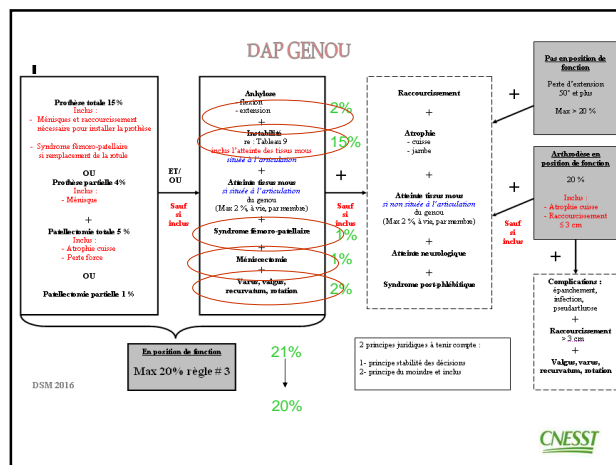 DAP GENOU
Prothèse totale 15%
Inclus :
- Ménisques et raccourcissement
nécessaire pour installer la prothèse
- Syndrome fémoro-patellaire
si remplacement de la rotule
OU
Prothèse partielle 4%
Inclus :
- Ménisque
+
Patellectomie totale 5%
Inclus :
- Atrophie cuisse
- Perte force
OU
Patellectomie partielle 1 %
ET/
OU
Sauf
si
inclus
Ankylose
- flexion
- extension
2%
+
Instabilité
re : Tableau 9
inclus l'atteinte des tissus mous
située à l'articulation
15%
+
Atteinte tissus mous
si située à l'articulation
du genou
(Max 2 %, à vie, par membre)
+
Syndrome fémoro-patellaire
1%
+
Méniscectomie
1%
+
Varus, valgus,
recurvatum, rotation
2%
+
Sauf
si
inclus
Raccourcissement
+
Atrophie
- cuisse
- jambe
+
Atteinte tissus mous
si non située à l'articulation
du genou
(Max 2 %, à vie, par membre)
+
Atteinte neurologique
+
Syndrome post-phlébitique
+
Pas en position de
fonction
Perte d'extension
50° et plus
Max > 20 %
+
Sauf
si
inclus
Arthrodèse en
position de fonction
20 %
Inclus :
- Atrophie cuisse
- Raccourcissement
≤ 3 cm
+
Complications :
épanchement,
infection,
pseudarthrose
+
Raccourcissement
> 3 cm
+
Valgus, varus,
recurvatum, rotation
En position de fonction
Max 20% règle # 3
21%
20%
2 principes juridiques à tenir compte :
1- principe stabilité des décisions
2- principe du moindre et inclus
DSM 2016
CNESST